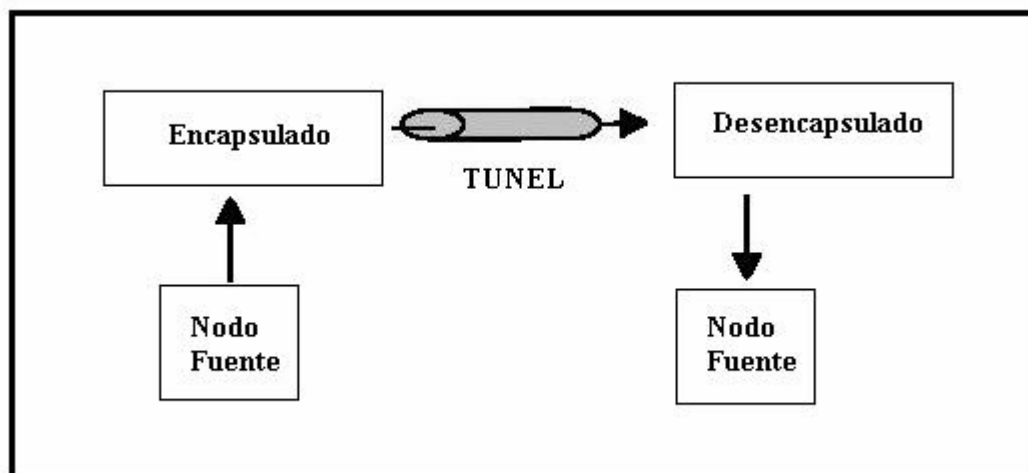 Encapsulado
Desencapsulado
TUNEL
Nodo
Fuente
Nodo
Fuente